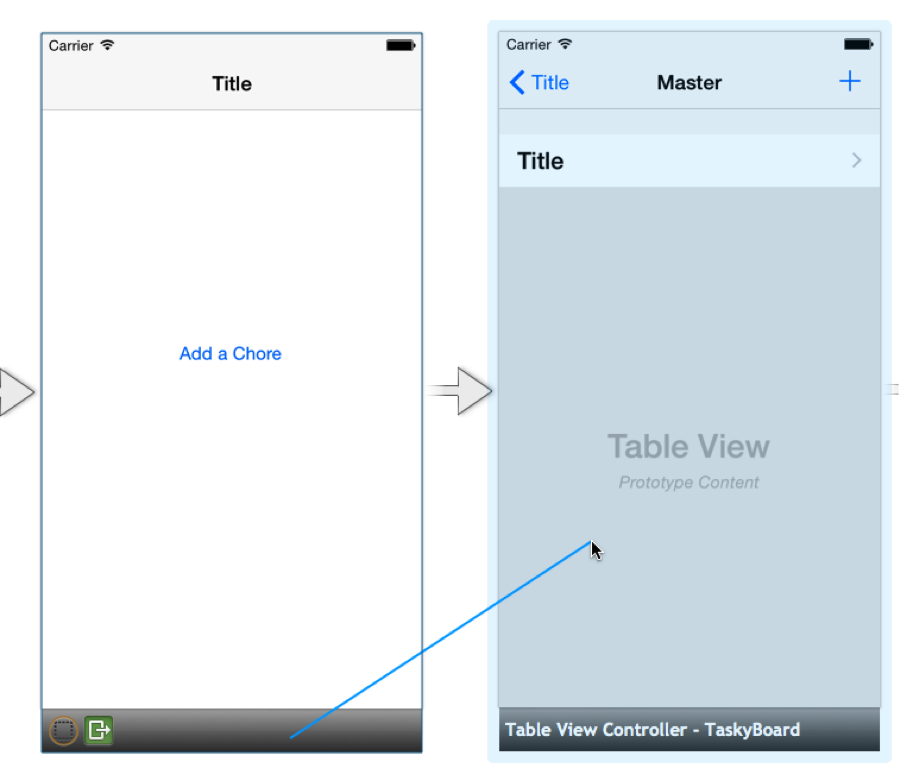 Carrier
Title
Add a Chore
Carrier
Title
Master
Title
Table View
Prototype Content
Table View Controller - TaskyBoard